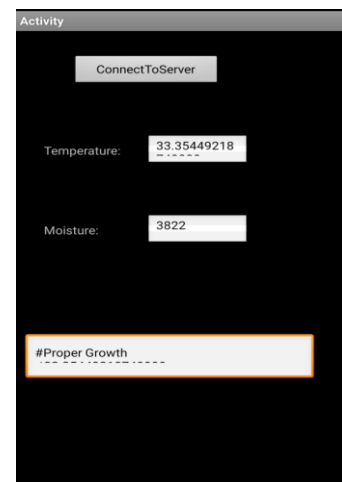 Activity
ConnectToServer
Temperature:
33.35449218
Moisture:
3822
#Proper Growth